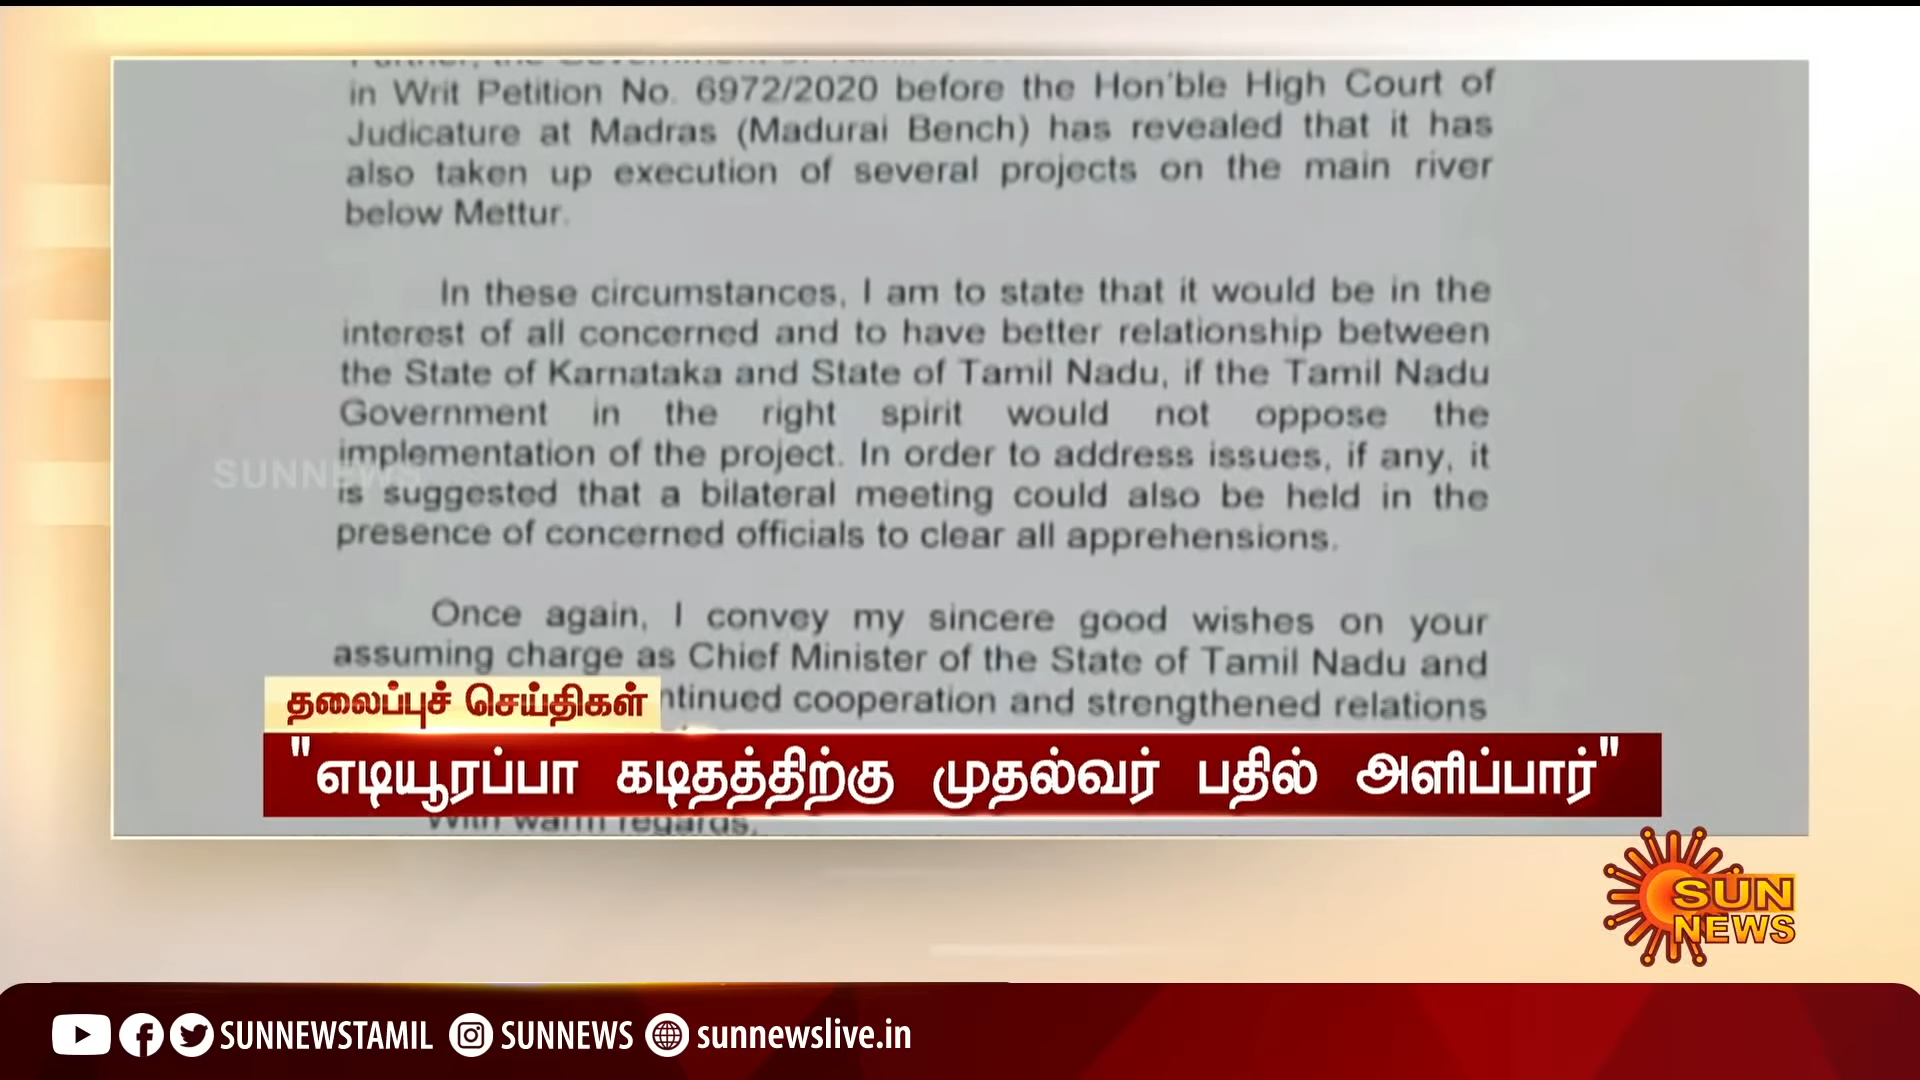 in Writ Petition No. 6972/2020 before the Hon'ble High Court of
Judicature at Madras (Madurai Bench) has revealed that it has
also taken up execution of several projects on the main river
below Mettur.
In these circumstances, I am to state that it would be in the
interest of all concerned and to have better relationship between
the State of Karnataka and State of Tamil Nadu, if the Tamil Nadu
Government in the right spirit would not oppose the
implementation of the project. In order to address issues, if any, it
is suggested that a bilateral meeting could also be held in the
presence of concerned officials to clear all apprehensions.
SUNNEWS
Once again, I convey my sincere good wishes on your
assuming charge as Chief Minister of the State of Tamil Nadu and
ntinued cooperation and strengthened relations
தலைப்புச் செய்திகள்
"எடியூரப்பா கடிதத்திற்கு முதல்வர் பதில் அளிப்பார்"
With warm regards,
SUN
NEWS
SUNNEWSTAMIL SUNNEWS sunnewslive.in